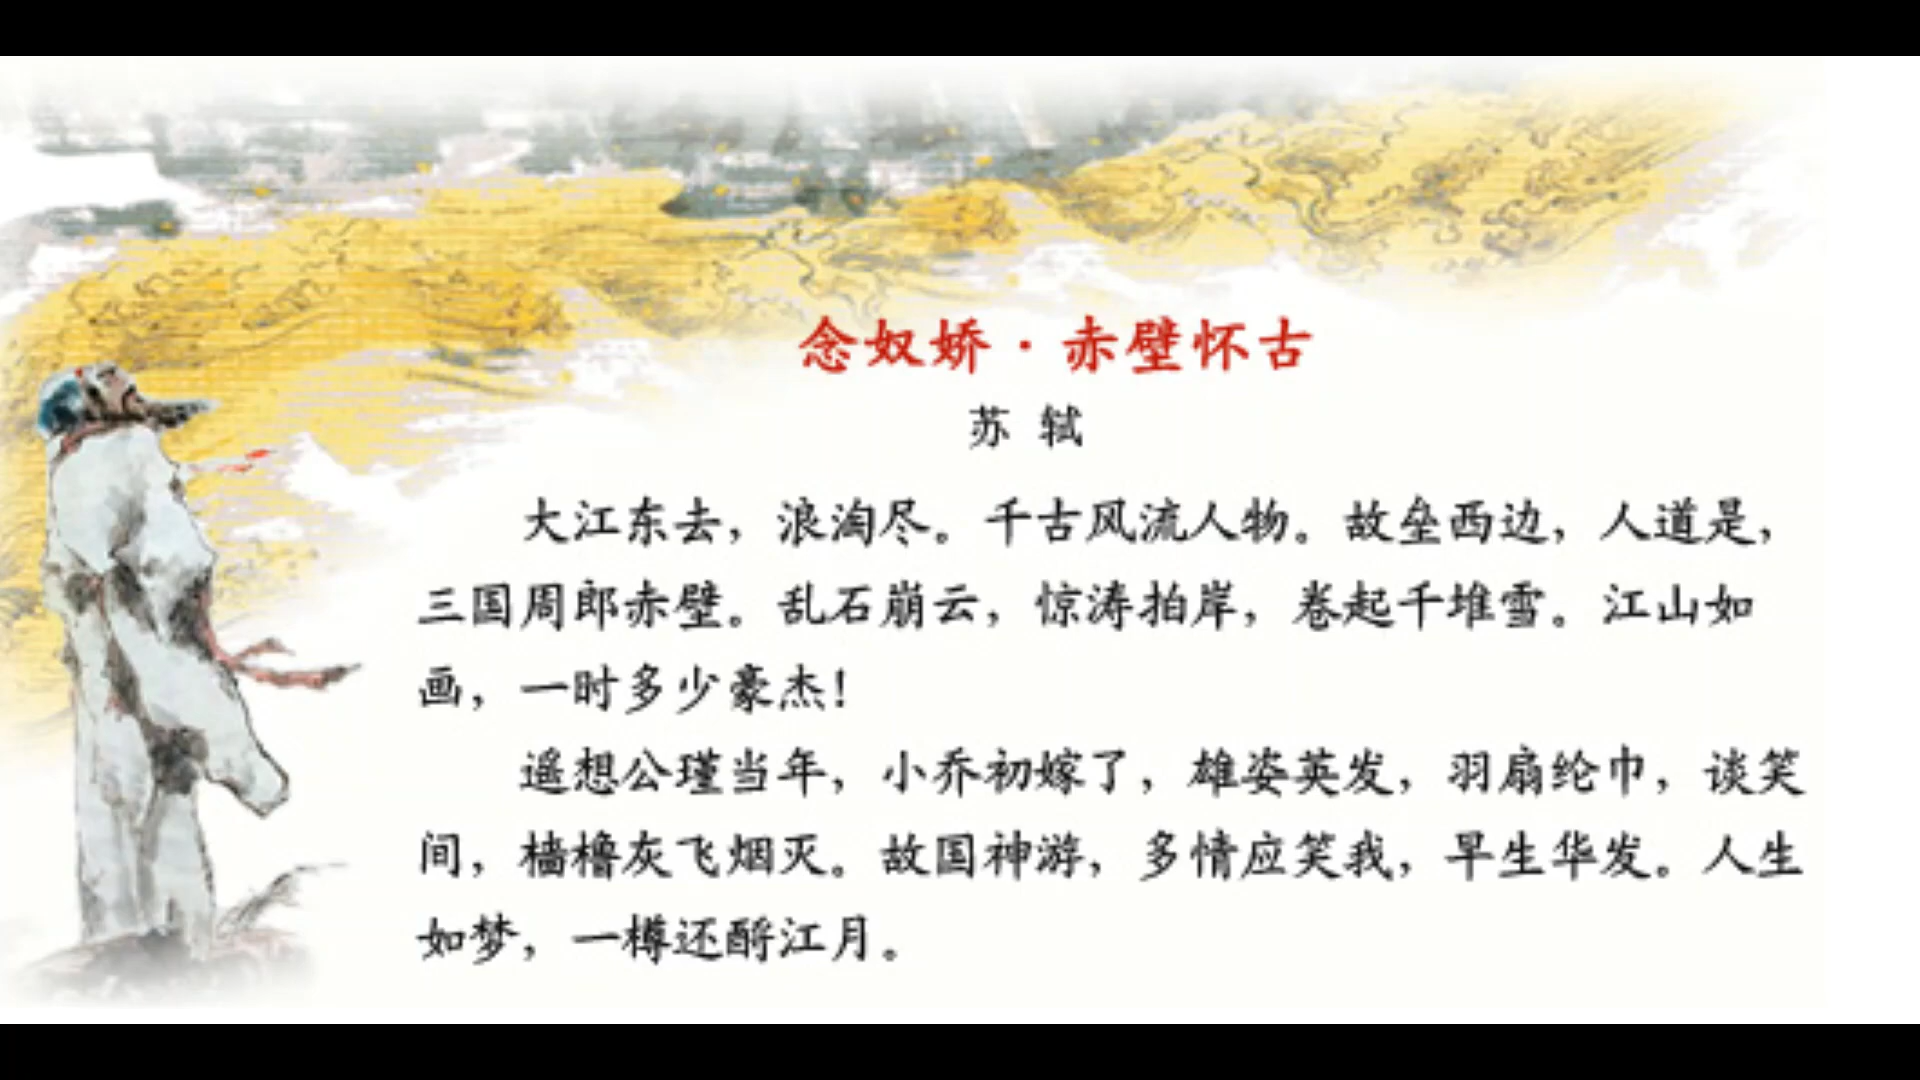 念奴娇·赤壁怀古
苏 轼
大江东去，浪淘尽。千古风流人物。故垒西边，人道是，
三国周郎赤壁。乱石崩云，惊涛拍岸，卷起千堆雪。江山如
画，一时多少豪杰！
遥想公瑾当年，小乔初嫁了，雄姿英发，羽扇纶巾，谈笑
间，樯橹灰飞烟灭。故国神游，多情应笑我，早生华发。人生
如梦，一樽还酹江月。